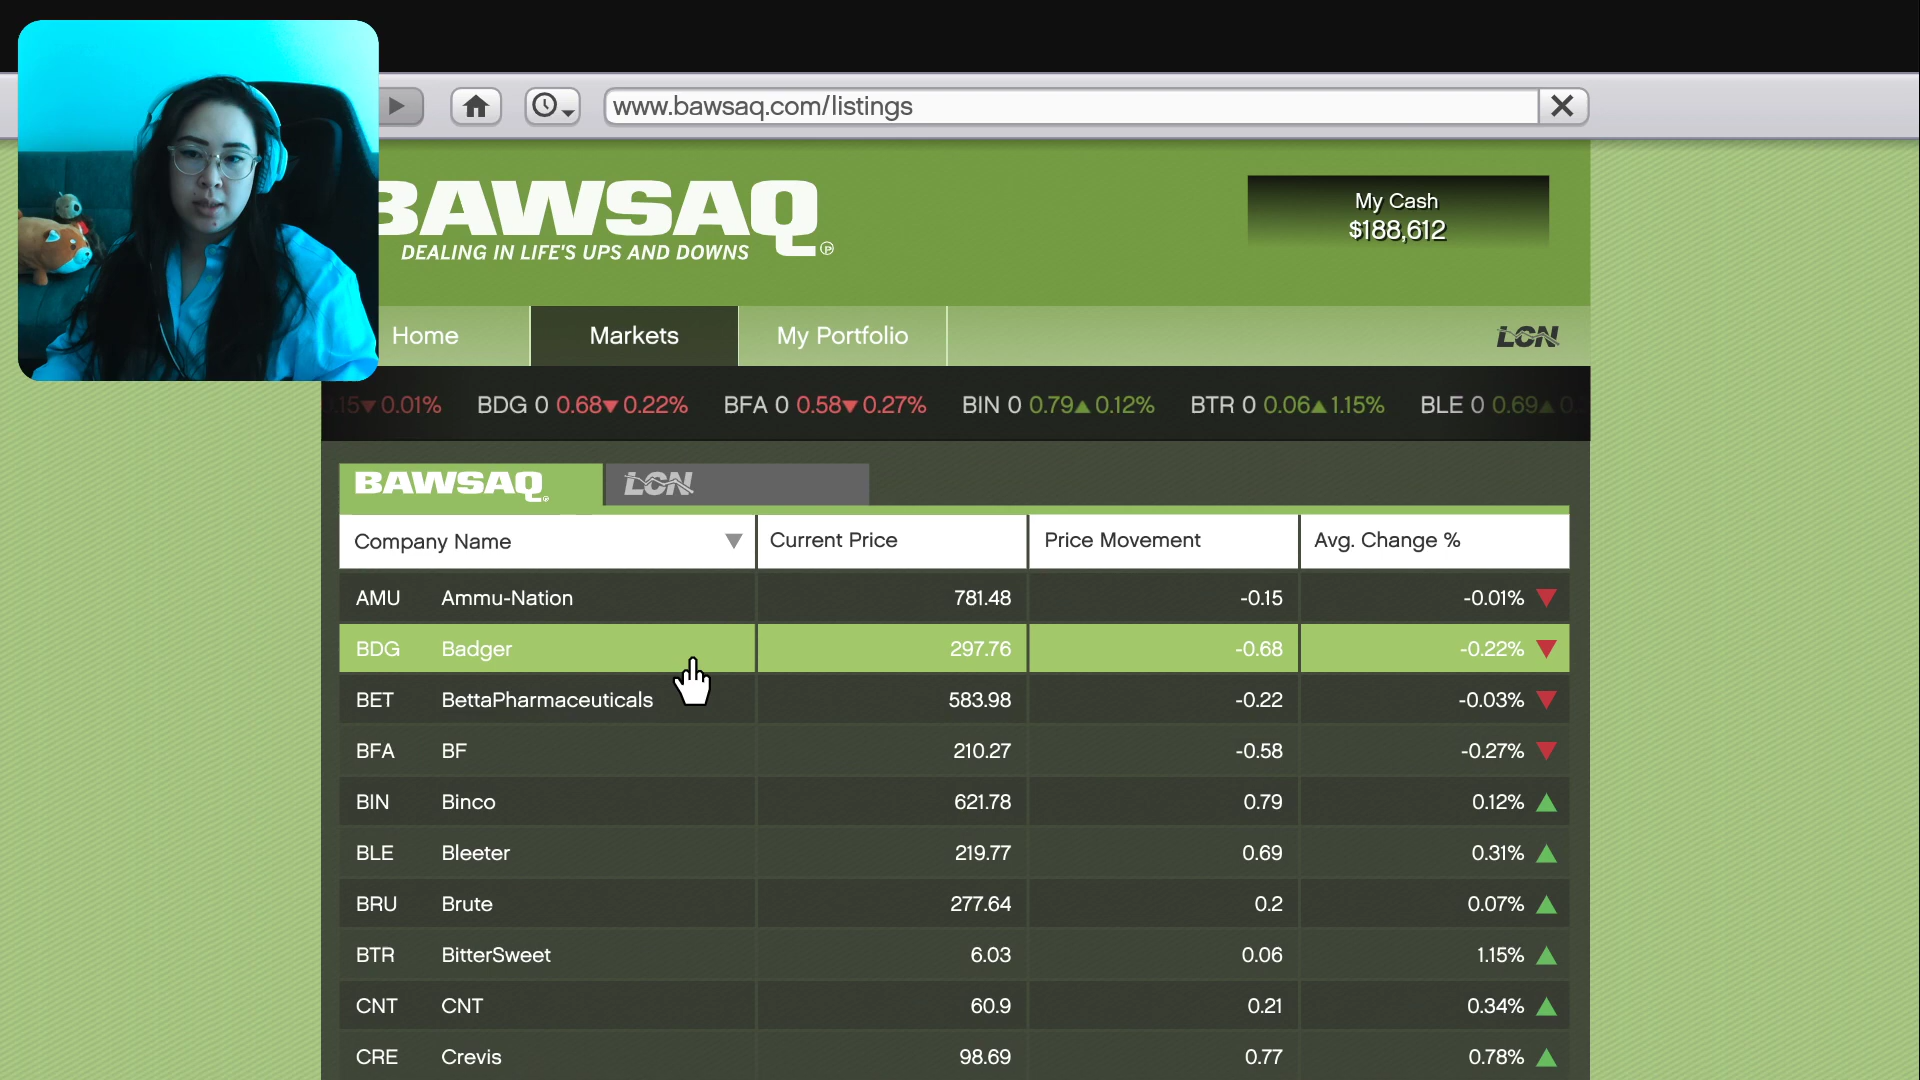 www.bawsaq.com/listings
BAWSAQ
DEALING IN LIFE'S UPS AND DOWNS
My Cash
$188,612
Home Markets My Portfolio LCN
.15▼0.01% BDG 0 0.68▼0.22% BFA 0 0.58▼0.27% BIN 0 0.79▲0.12% BTR 0 0.06▲1.15% BLE 0 0.69▲0.
BAWSAQ LCN
Company Name Current Price Price Movement Avg. Change %
AMU Ammu-Nation 781.48 -0.15 -0.01%
BDG Badger 297.76 -0.68 -0.22%
BET BettaPharmaceuticals 583.98 -0.22 -0.03%
BFA BF 210.27 -0.58 -0.27%
BIN Binco 621.78 0.79 0.12%
BLE Bleeter 219.77 0.69 0.31%
BRU Brute 277.64 0.2 0.07%
BTR BitterSweet 6.03 0.06 1.15%
CNT CNT 60.9 0.21 0.34%
CRE Crevis 98.69 0.77 0.78%